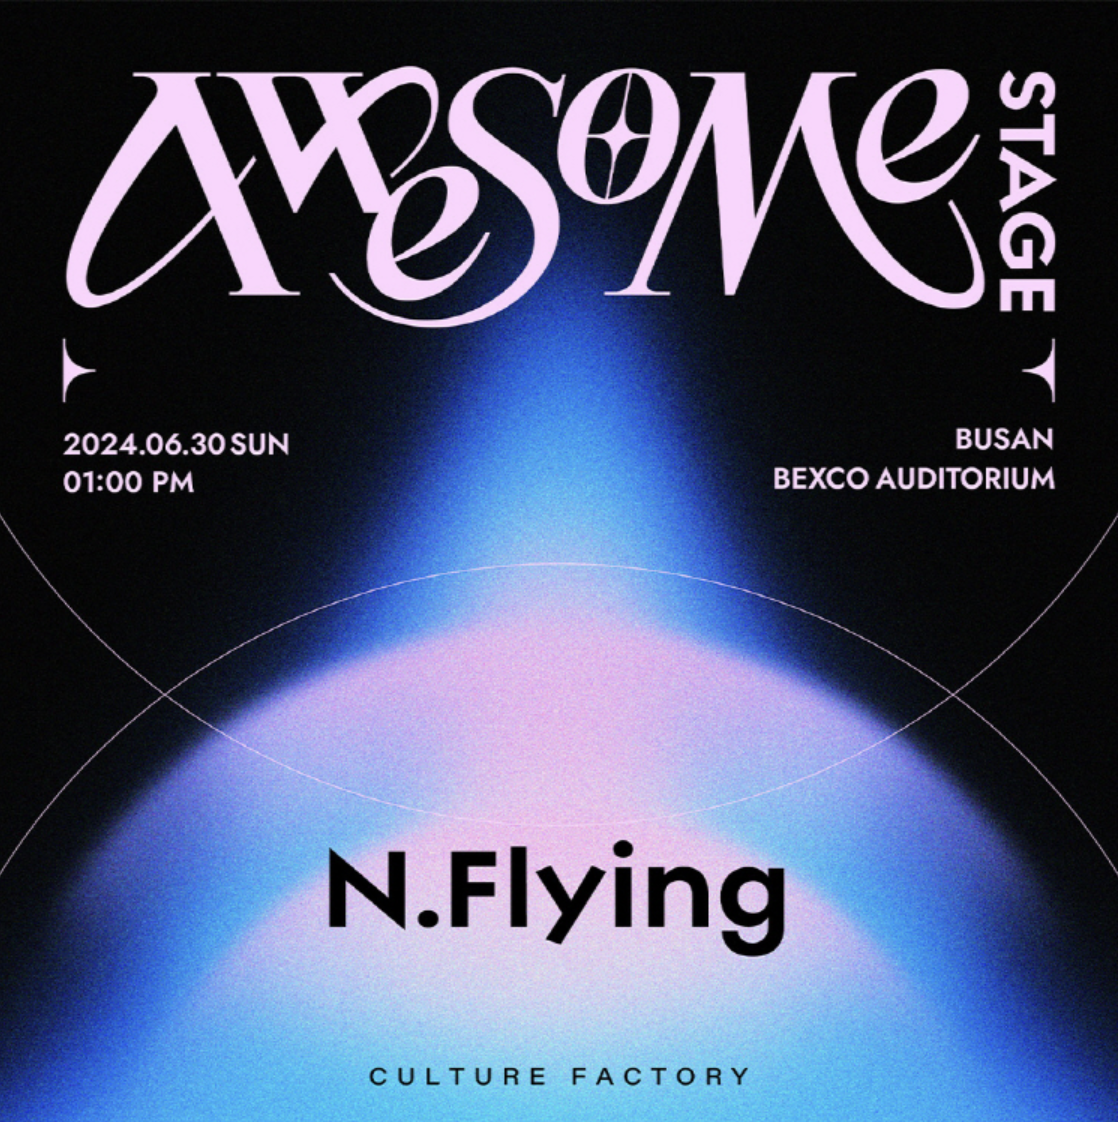 AWeSOMe
STAGE
2024.06.30 SUN
01:00 PM
BUSAN
BEXCO AUDITORIUM
N.Flying
CULTURE FACTORY